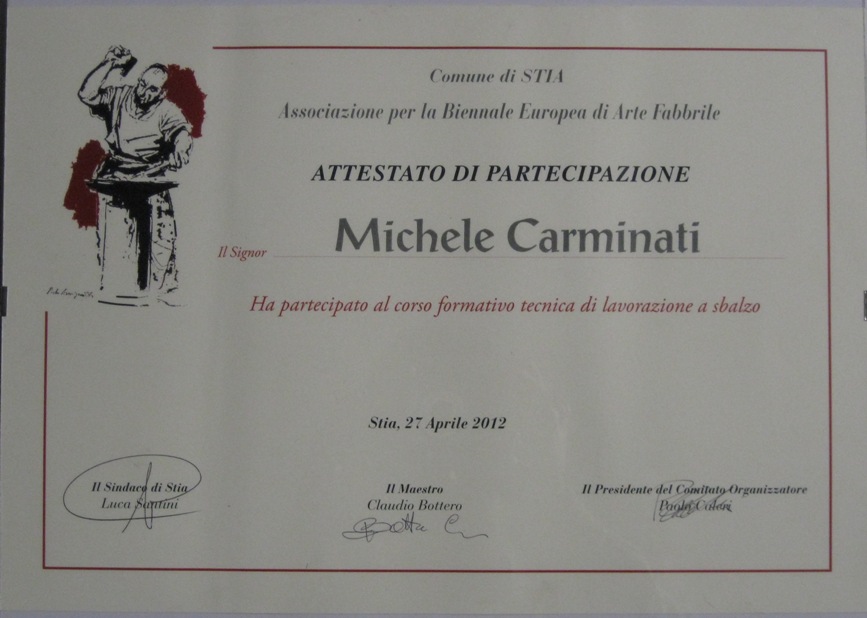 Comune di STIA
Associazione per la Biennale Europea di Arte Fabbrile
ATTESTATO DI PARTECIPAZIONE
Il Signor Michele Carminati
Ha partecipato al corso formativo tecnica di lavorazione a sbalzo
Stia, 27 Aprile 2012
Il Sindaco di Stia
Luca Santini
Il Maestro
Claudio Bottero
Il Presidente del Comitato Organizzatore
Paolo